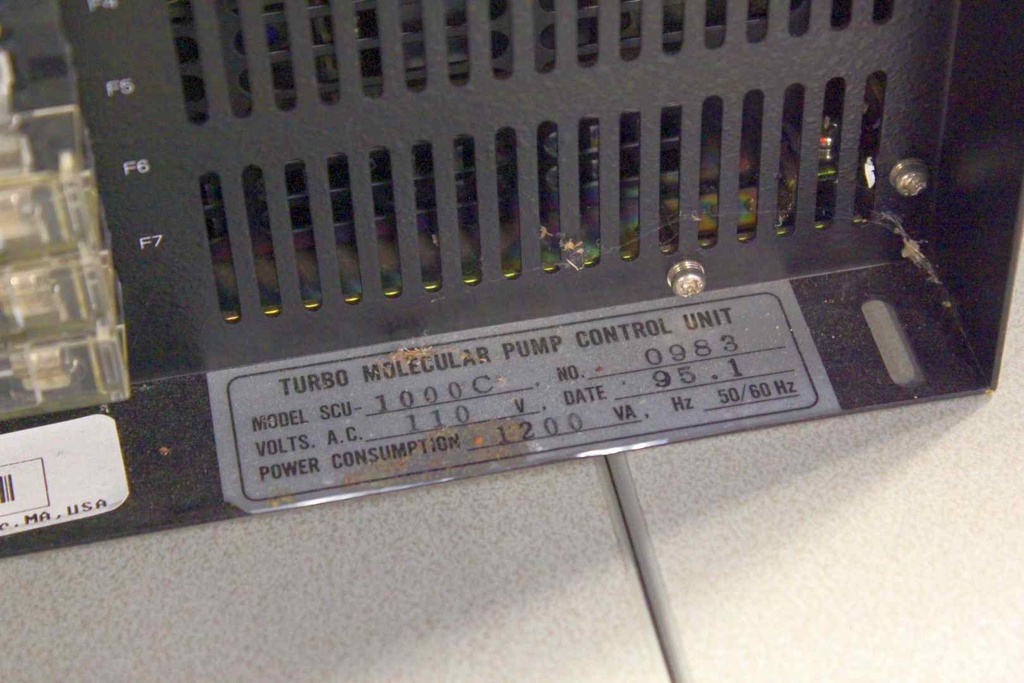 F4
F5
F6
F7
TURBO MOLECULAR PUMP CONTROL UNIT
MODEL SCU- 1000C . NO. 0983
VOLTS. A.C. 110 V, DATE . 95.1
POWER CONSUMPTION 1200 VA, Hz 50/60 Hz
MA, USA